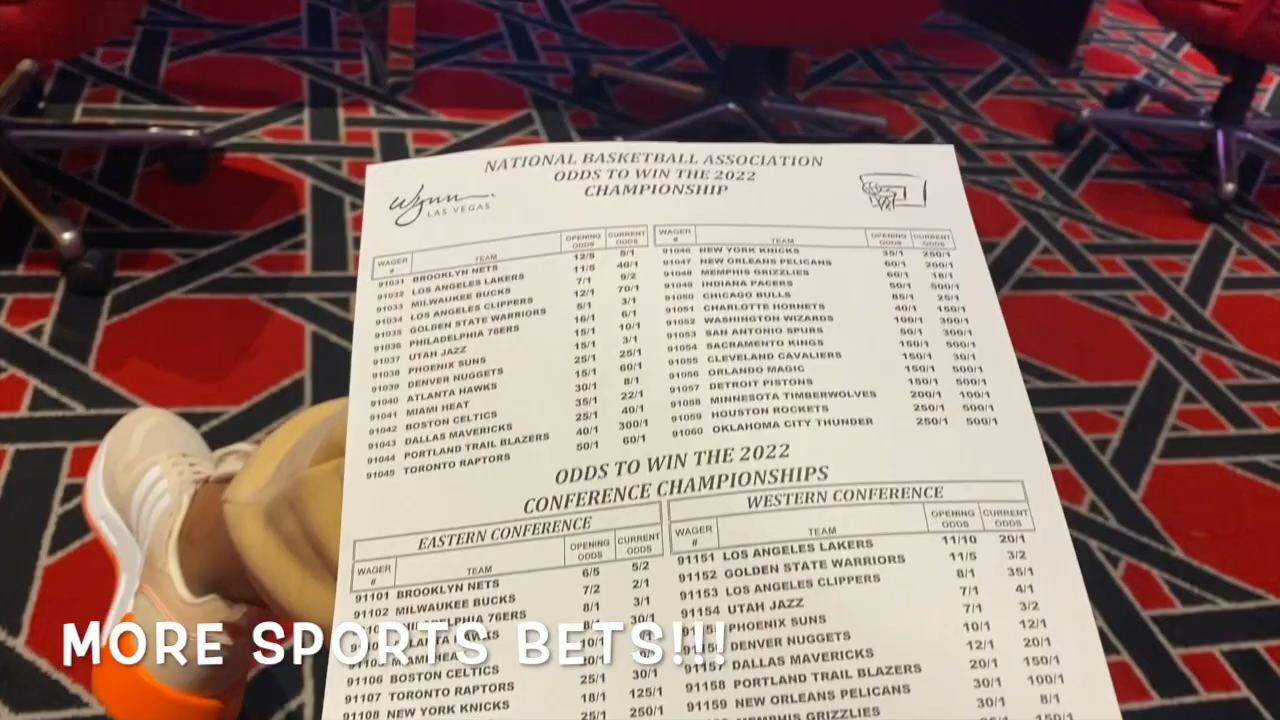 NATIONAL BASKETBALL ASSOCIATION
ODDS TO WIN THE 2022
CHAMPIONSHIP
Wynn
LAS VEGAS
WAGER # TEAM OPENING ODDS CURRENT ODDS
91031 BROOKLYN NETS 12/5 5/1
91032 LOS ANGELES LAKERS 11/5 40/1
91033 MILWAUKEE BUCKS 7/1 9/2
91034 LOS ANGELES CLIPPERS 12/1 70/1
91035 GOLDEN STATE WARRIORS 5/1 3/1
91036 PHILADELPHIA 76ERS 16/1 6/1
91037 UTAH JAZZ 15/1 10/1
91038 PHOENIX SUNS 15/1 3/1
91039 DENVER NUGGETS 25/1 25/1
91040 ATLANTA HAWKS 15/1 60/1
91041 MIAMI HEAT 30/1 8/1
91042 BOSTON CELTICS 35/1 22/1
91043 DALLAS MAVERICKS 25/1 40/1
91044 PORTLAND TRAIL BLAZERS 40/1 300/1
91045 TORONTO RAPTORS 50/1 60/1
WAGER # TEAM OPENING ODDS CURRENT ODDS
91046 NEW YORK KNICKS 35/1 250/1
91047 NEW ORLEANS PELICANS 60/1 200/1
91048 MEMPHIS GRIZZLIES 60/1 18/1
91049 INDIANA PACERS 50/1 500/1
91050 CHICAGO BULLS 85/1 25/1
91051 CHARLOTTE HORNETS 40/1 150/1
91052 WASHINGTON WIZARDS 100/1 300/1
91053 SAN ANTONIO SPURS 50/1 300/1
91054 SACRAMENTO KINGS 150/1 500/1
91055 CLEVELAND CAVALIERS 150/1 30/1
91056 ORLANDO MAGIC 150/1 500/1
91057 DETROIT PISTONS 150/1 500/1
91058 MINNESOTA TIMBERWOLVES 200/1 100/1
91059 HOUSTON ROCKETS 250/1 500/1
91060 OKLAHOMA CITY THUNDER 250/1 500/1
ODDS TO WIN THE 2022
CONFERENCE CHAMPIONSHIPS
EASTERN CONFERENCE
WAGER # TEAM OPENING ODDS CURRENT ODDS
91101 BROOKLYN NETS 6/5 5/2
91102 MILWAUKEE BUCKS 7/2 2/1
76ERS 8/1 3/1
HAWKS 30/1
MIAMI
91106 BOSTON CELTICS
91107 TORONTO RAPTORS 25/1 30/1
91108 NEW YORK KNICKS 18/1 125/1
25/1 250/1
WESTERN CONFERENCE
WAGER # TEAM OPENING ODDS CURRENT ODDS
91151 LOS ANGELES LAKERS 11/10 20/1
91152 GOLDEN STATE WARRIORS 11/5 3/2
91153 LOS ANGELES CLIPPERS 8/1 35/1
91154 UTAH JAZZ 7/1 4/1
PHOENIX SUNS 7/1 3/2
DENVER NUGGETS 10/1 12/1
91157 DALLAS MAVERICKS 12/1 20/1
91158 PORTLAND TRAIL BLAZERS 20/1 150/1
91159 NEW ORLEANS PELICANS 30/1 100/1
MEMPHIS GRIZZLIES 30/1 8/1
150/1
MORE SPORTS BETS!!!